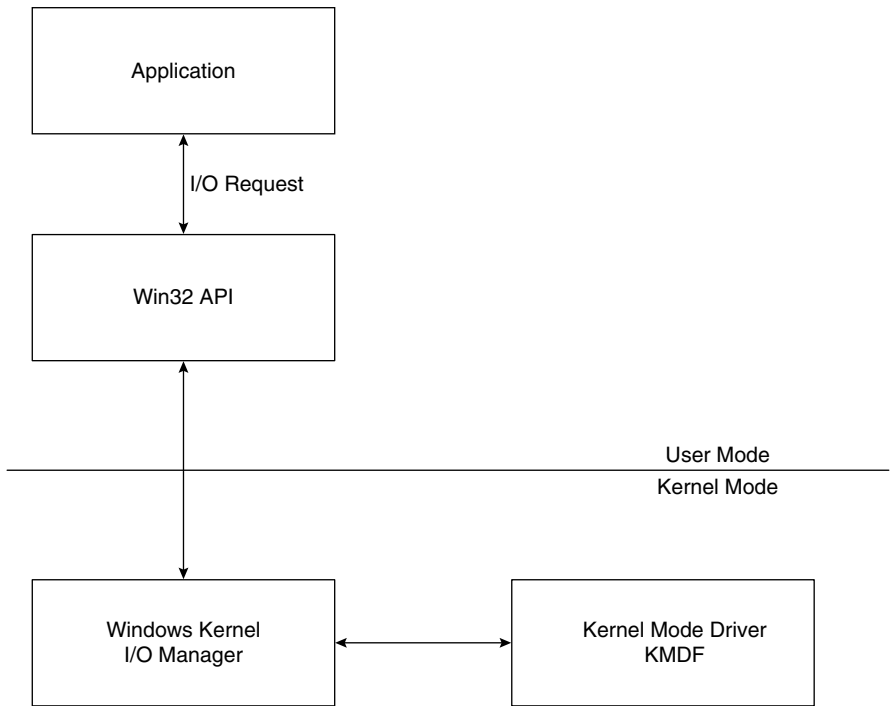 Application
I/O Request
Win32 API
User Mode
Kernel Mode
Windows Kernel
I/O Manager
Kernel Mode Driver
KMDF